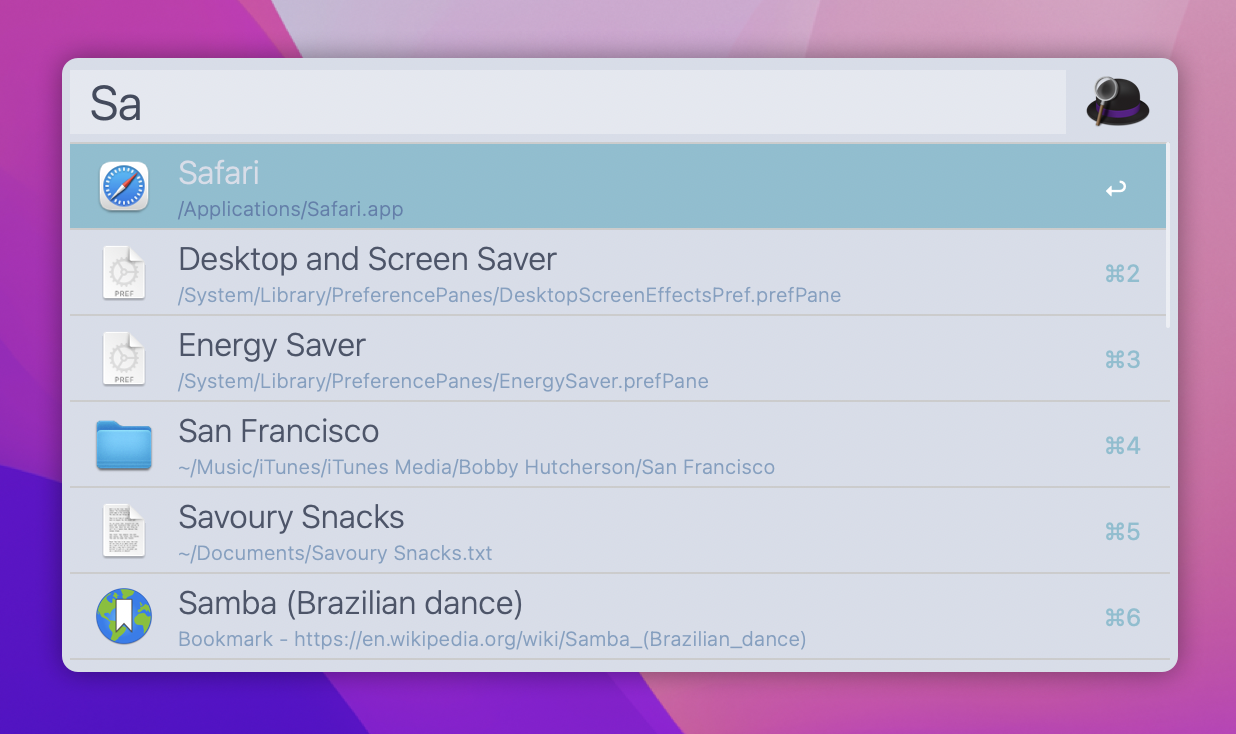 Sa
Safari
/Applications/Safari.app
↩
Desktop and Screen Saver
/System/Library/PreferencePanes/DesktopScreenEffectsPref.prefPane
⌘2
PREF
Energy Saver
/System/Library/PreferencePanes/EnergySaver.prefPane
⌘3
PREF
San Francisco
~/Music/iTunes/iTunes Media/Bobby Hutcherson/San Francisco
⌘4
Savoury Snacks
~/Documents/Savoury Snacks.txt
⌘5
Samba (Brazilian dance)
Bookmark - https://en.wikipedia.org/wiki/Samba_(Brazilian_dance)
⌘6